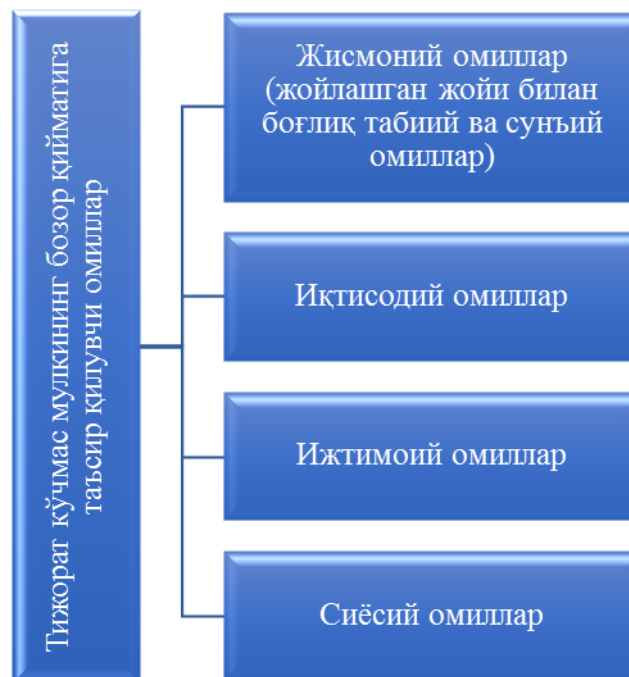 Тижорат кўчмас мулкининг бозор қийматига
таъсир қилувчи омиллар
Жисмоний омиллар
(жойлашган жойи билан
боғлиқ табиий ва сунъий
омиллар)
Иқтисодий омиллар
Ижтимоий омиллар
Сиёсий омиллар